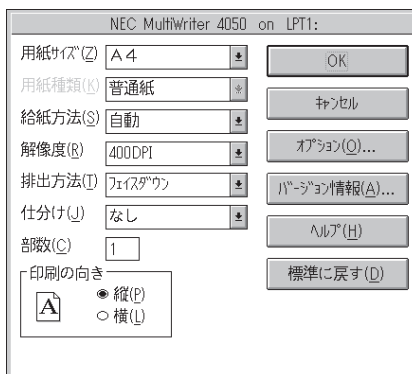 NEC MultiWriter 4050 on LPT1:
用紙ｻｲｽﾞ(Z) A4
用紙種類(K) 普通紙
給紙方法(S) 自動
解像度(R) 400DPI
排出方法(T) ﾌｪｲｽﾀﾞｳﾝ
仕分け(J) なし
部数(C) 1
印刷の向き
A
縦(P)
横(L)
OK
ｷｬﾝｾﾙ
ｵﾌﾟｼｮﾝ(O)...
ﾊﾞｰｼﾞｮﾝ情報(A)...
ﾍﾙﾌﾟ(H)
標準に戻す(D)